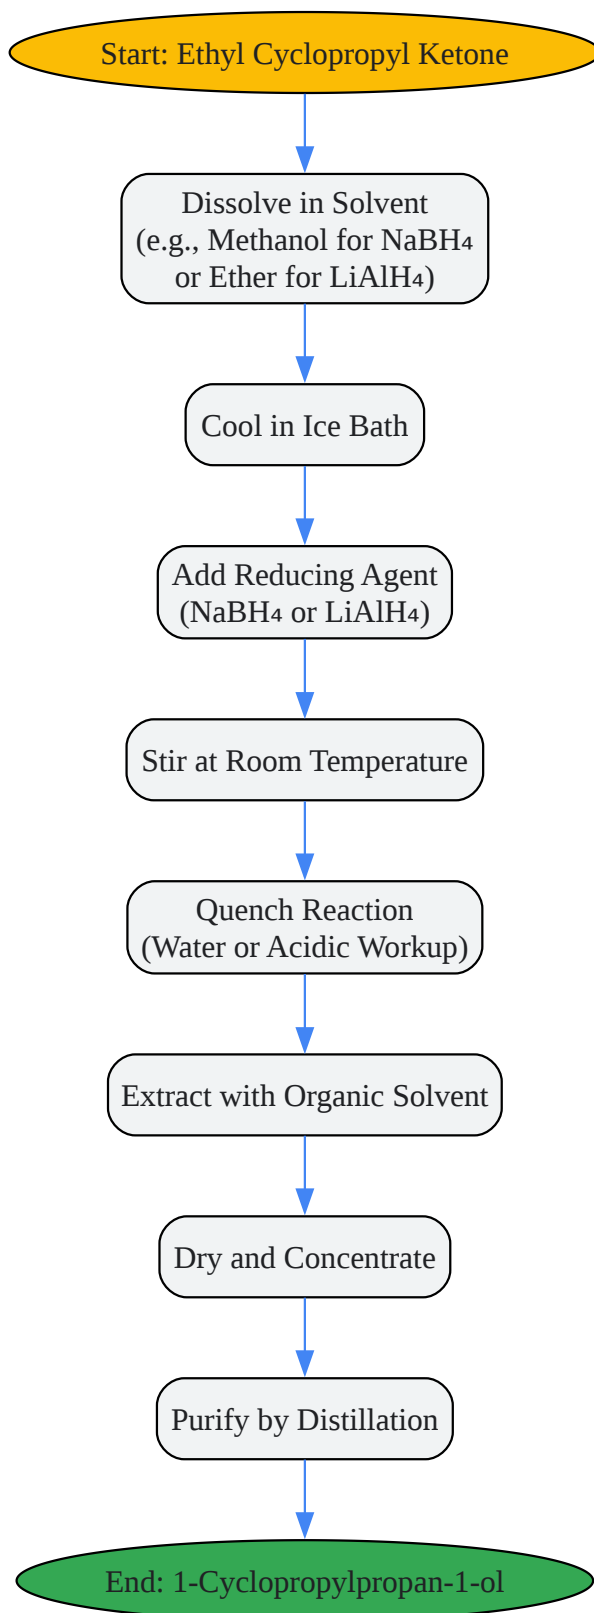 Start: Ethyl Cyclopropyl Ketone
Dissolve in Solvent
(e.g., Methanol for NaBH₄
or Ether for LiAlH₄)
Cool in Ice Bath
Add Reducing Agent
(NaBH₄ or LiAlH₄)
Stir at Room Temperature
Quench Reaction
(Water or Acidic Workup)
Extract with Organic Solvent
Dry and Concentrate
Purify by Distillation
End: 1-Cyclopropylpropan-1-ol